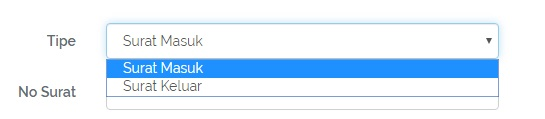 Tipe Surat Masuk
Surat Masuk
Surat Keluar
No Surat